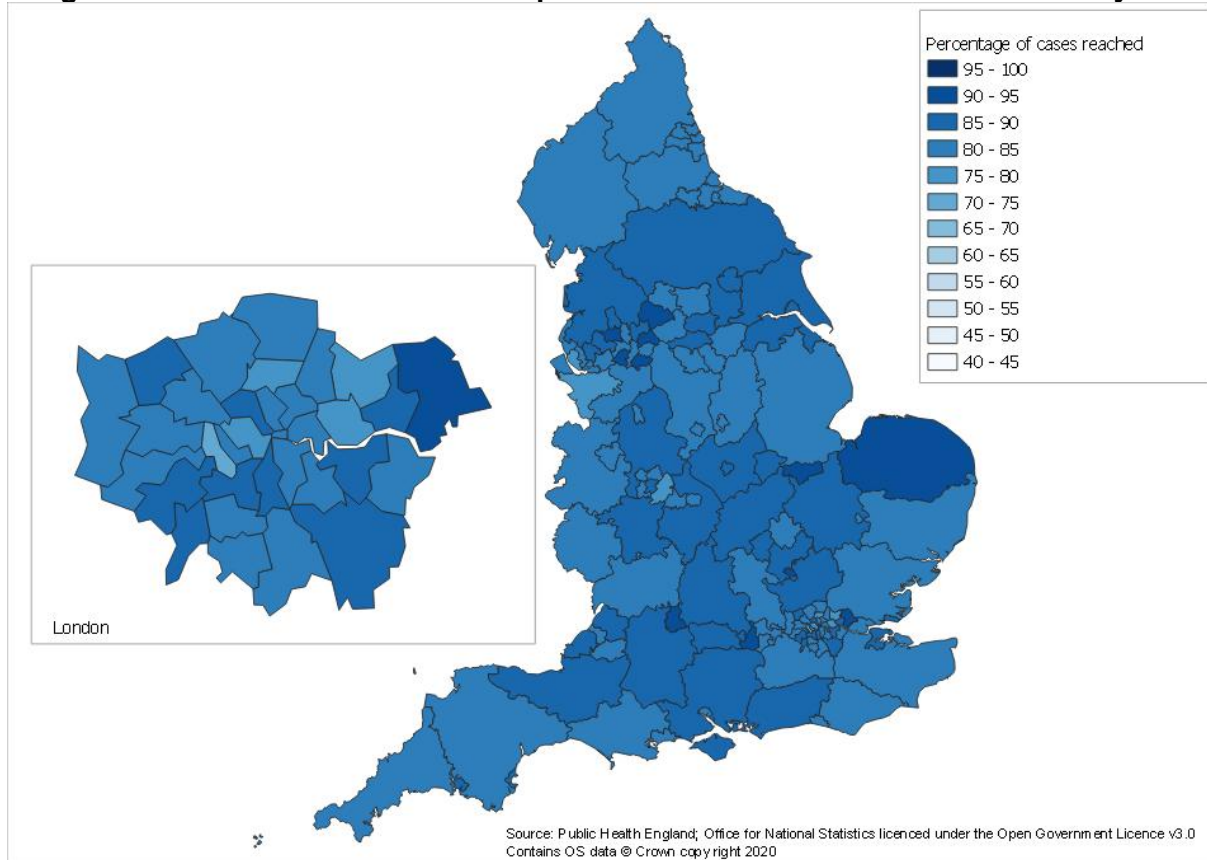 Percentage of cases reached
95 - 100
90 - 95
85 - 90
80 - 85
75 - 80
70 - 75
65 - 70
60 - 65
55 - 60
50 - 55
45 - 50
40 - 45
London
Source: Public Health England; Office for National Statistics licenced under the Open Government Licence v3.0
Contains OS data © Crown copyright 2020